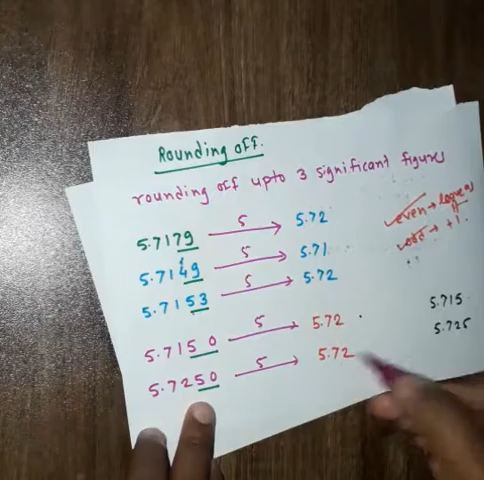 Rounding off.
rounding off upto 3 significant figures
5.7179 5 5.72
5.7149 5 5.71
5.7153 5 5.72
5.7150 5 5.72
5.7250 5 5.72
even →
odd → +1.
5.715
5.725